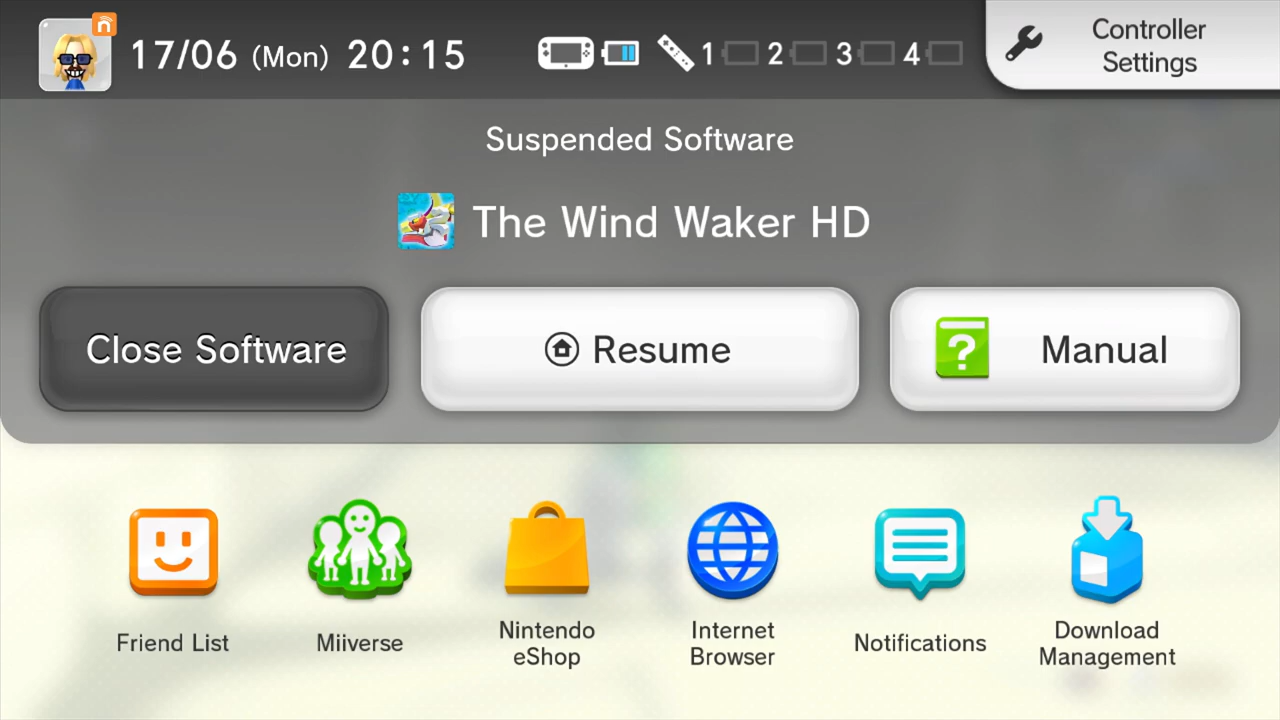 17/06 (Mon) 20:15
1 2 3 4
Controller
Settings
Suspended Software
The Wind Waker HD
Close Software
Resume
?
Manual
Friend List
Miiverse
Nintendo
eShop
Internet
Browser
Notifications
Download
Management